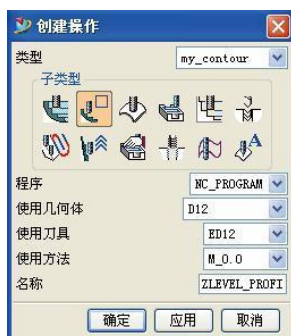 创建操作
类型 my_contour
子类型
A
程序 NC_PROGRAM
使用几何体 D12
使用刀具 ED12
使用方法 M_0.0
名称 ZLEVEL_PROFI
确定 应用 取消